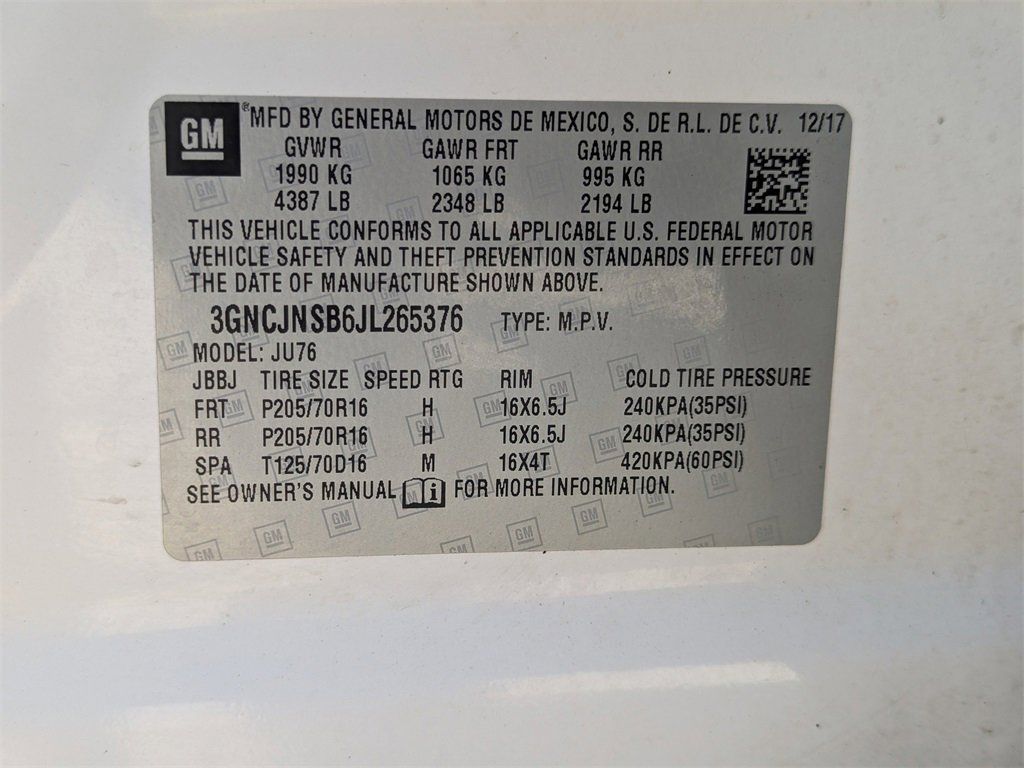 GM ® MFD BY GENERAL MOTORS DE MEXICO, S. DE R.L. DE C.V. 12/17
GVWR GAWR FRT GAWR RR
1990 KG 1065 KG 995 KG
4387 LB 2348 LB 2194 LB
THIS VEHICLE CONFORMS TO ALL APPLICABLE U.S. FEDERAL MOTOR
VEHICLE SAFETY AND THEFT PREVENTION STANDARDS IN EFFECT ON
THE DATE OF MANUFACTURE SHOWN ABOVE.
3GNCJNSB6JL265376 TYPE: M.P.V.
MODEL: JU76
JBBJ TIRE SIZE SPEED RTG RIM COLD TIRE PRESSURE
FRT P205/70R16 H 16X6.5J 240KPA(35PSI)
RR P205/70R16 H 16X6.5J 240KPA(35PSI)
SPA T125/70D16 M 16X4T 420KPA(60PSI)
SEE OWNER'S MANUAL i FOR MORE INFORMATION.